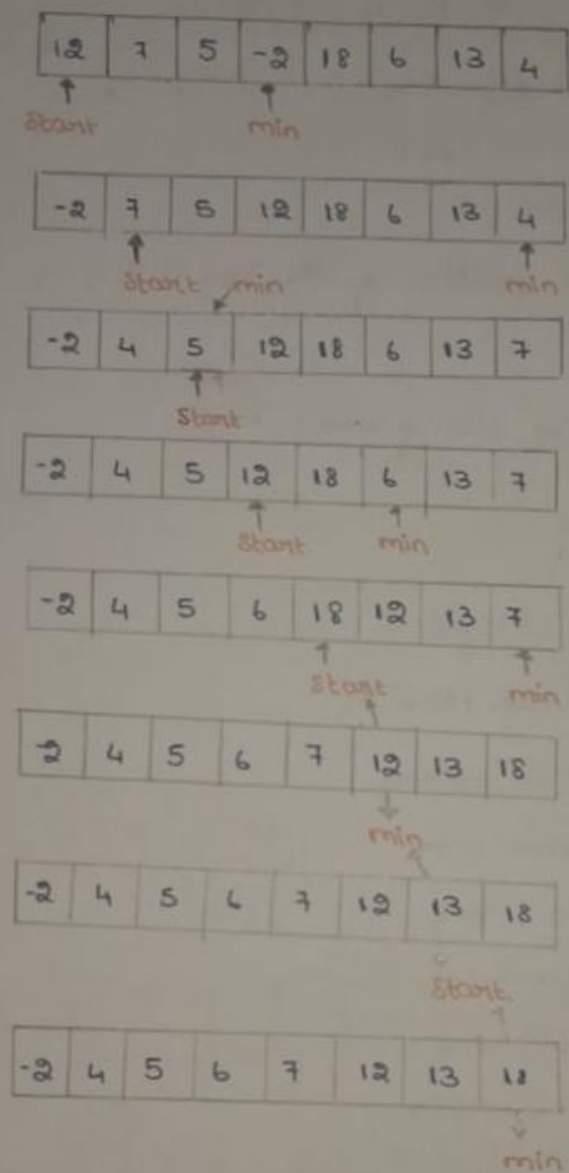 12 7 5 -2 18 6 13 4
Start min
-2 7 5 12 18 6 13 4
Start min min
-2 4 5 12 18 6 13 7
Start
-2 4 5 12 18 6 13 7
Start min
-2 4 5 6 18 12 13 7
Start min
-2 4 5 6 7 12 13 18
min
-2 4 5 6 7 12 13 18
Start
-2 4 5 6 7 12 13 18
min